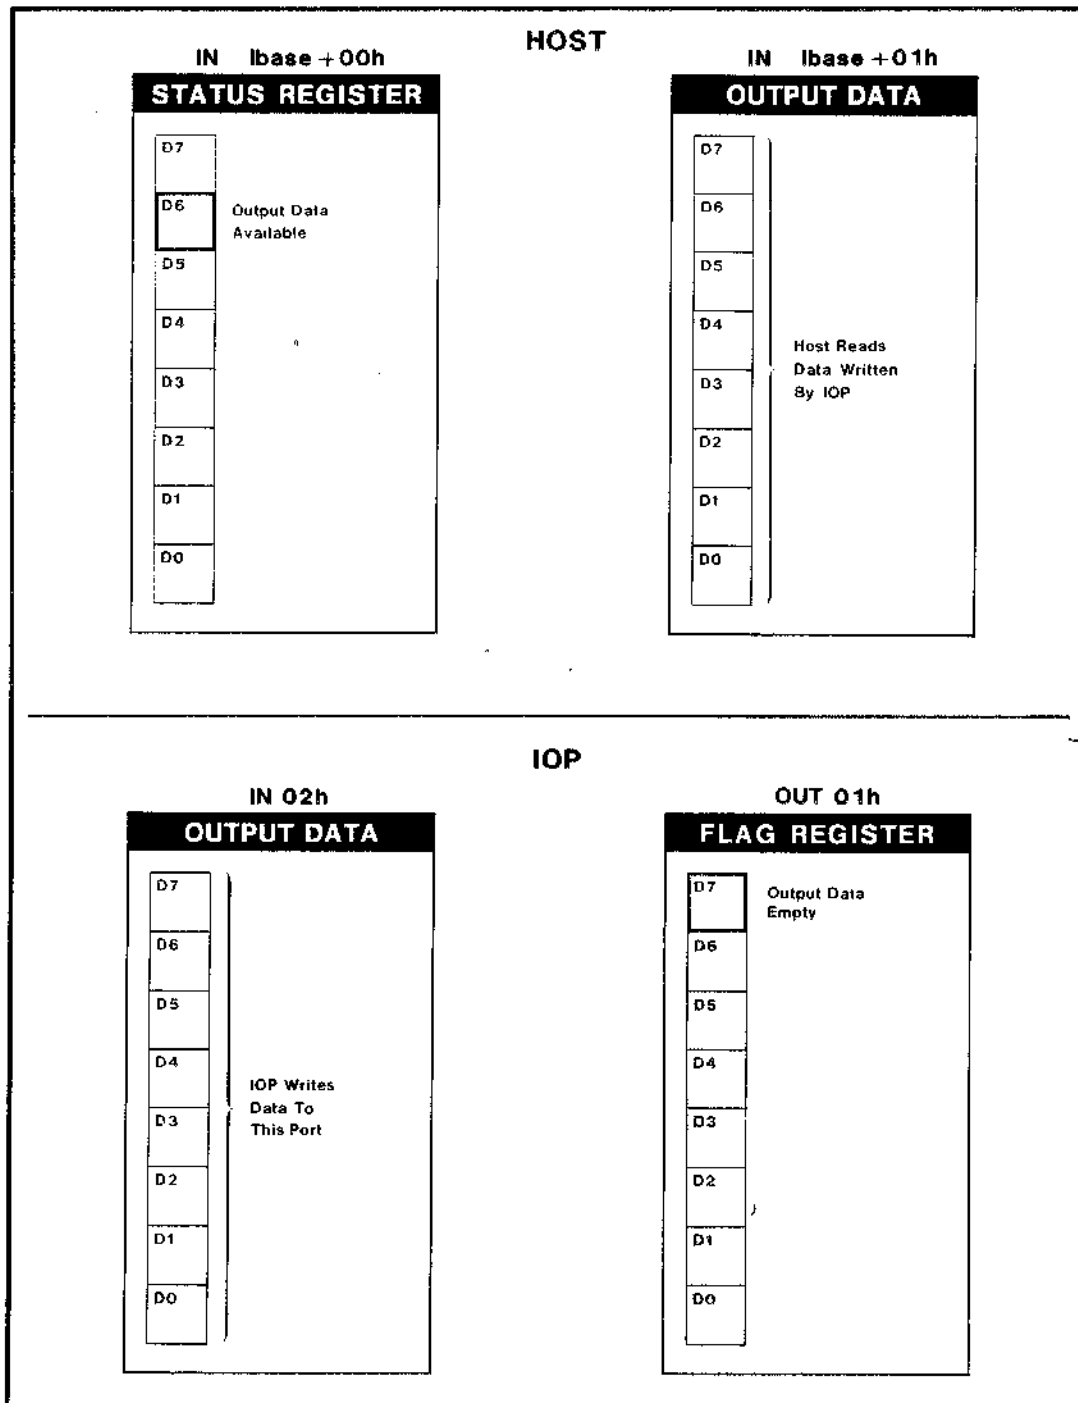 HOST
IN Ibase +00h
STATUS REGISTER
D7
D6
Output Data
Available
D5
D4
D3
D2
D1
D0
IN Ibase +01h
OUTPUT DATA
D7
D6
D5
D4
D3
D2
D1
D0
Host Reads
Data Written
By IOP
IOP
IN 02h
OUTPUT DATA
D7
D6
D5
D4
D3
D2
D1
D0
IOP Writes
Data To
This Port
OUT 01h
FLAG REGISTER
D7
Output Data
Empty
D6
D5
D4
D3
D2
D1
D0